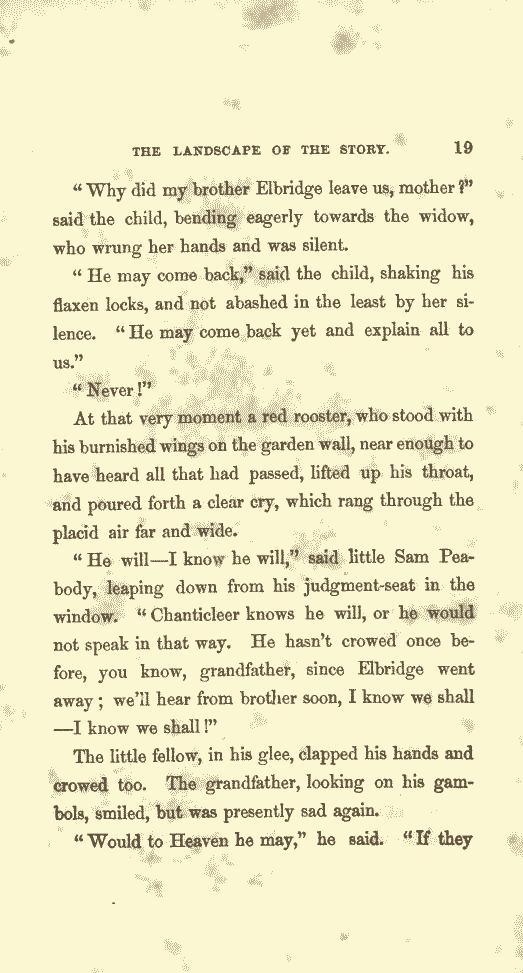 THE LANDSCAPE OF THE STORY. 19
“ Why did my brother Elbridge leave us, mother ?”
said the child, bending eagerly towards the widow,
who wrung her hands and was silent.
“ He may come back,” said the child, shaking his
flaxen locks, and not abashed in the least by her si-
lence. “ He may come back yet and explain all to
us.”
“ Never !”
At that very moment a red rooster, who stood with
his burnished wings on the garden wall, near enough to
have heard all that had passed, lifted up his throat,
and poured forth a clear cry, which rang through the
placid air far and wide.
“ He will—I know he will,” said little Sam Pea-
body, leaping down from his judgment-seat in the
window. “ Chanticleer knows he will, or he would
not speak in that way. He hasn't crowed once be-
fore, you know, grandfather, since Elbridge went
away ; we'll hear from brother soon, I know we shall
—I know we shall !”
The little fellow, in his glee, clapped his hands and
crowed too. The grandfather, looking on his gam-
bols, smiled, but was presently sad again.
“ Would to Heaven he may,” he said. “ If they